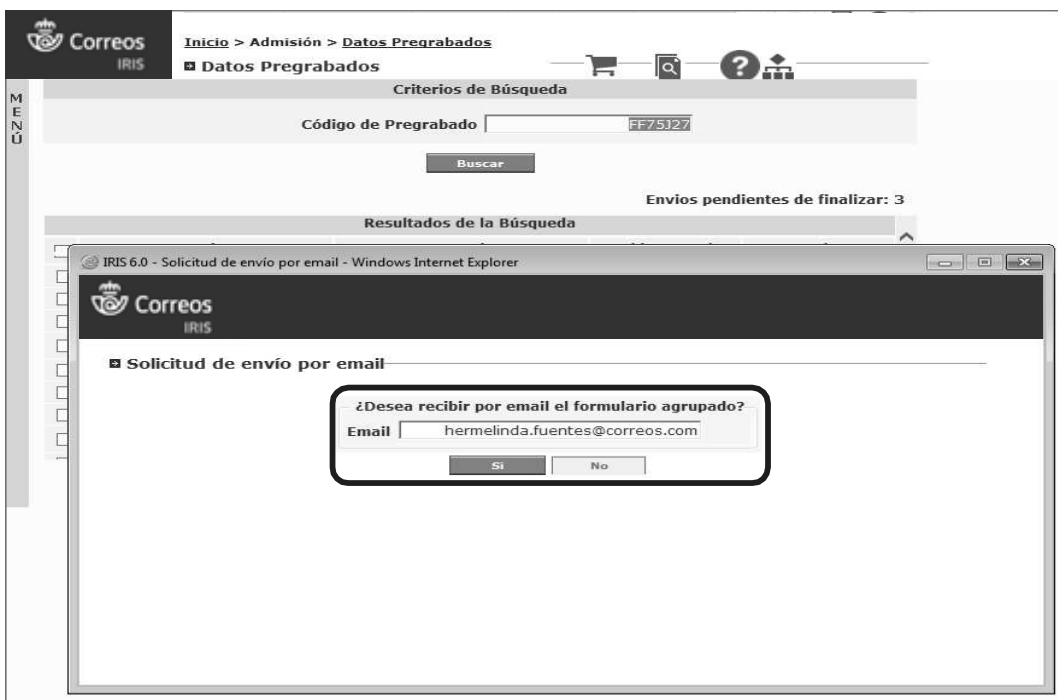 Correos
IRIS
Inicio > Admisión > Datos Pregrabados
Datos Pregrabados
?
MENÚ
Criterios de Búsqueda
Código de Pregrabado FF75J27
Buscar
Envios pendientes de finalizar: 3
Resultados de la Búsqueda
IRIS 6.0 - Solicitud de envío por email - Windows Internet Explorer
Correos
IRIS
Solicitud de envío por email
¿Desea recibir por email el formulario agrupado?
Email hermelinda.fuentes@correos.com
Si No